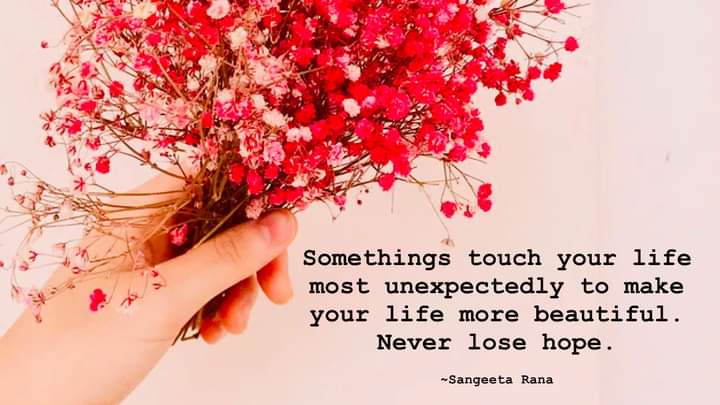 Somethings touch your life
most unexpectedly to make
your life more beautiful.
Never lose hope.
~Sangeeta Rana